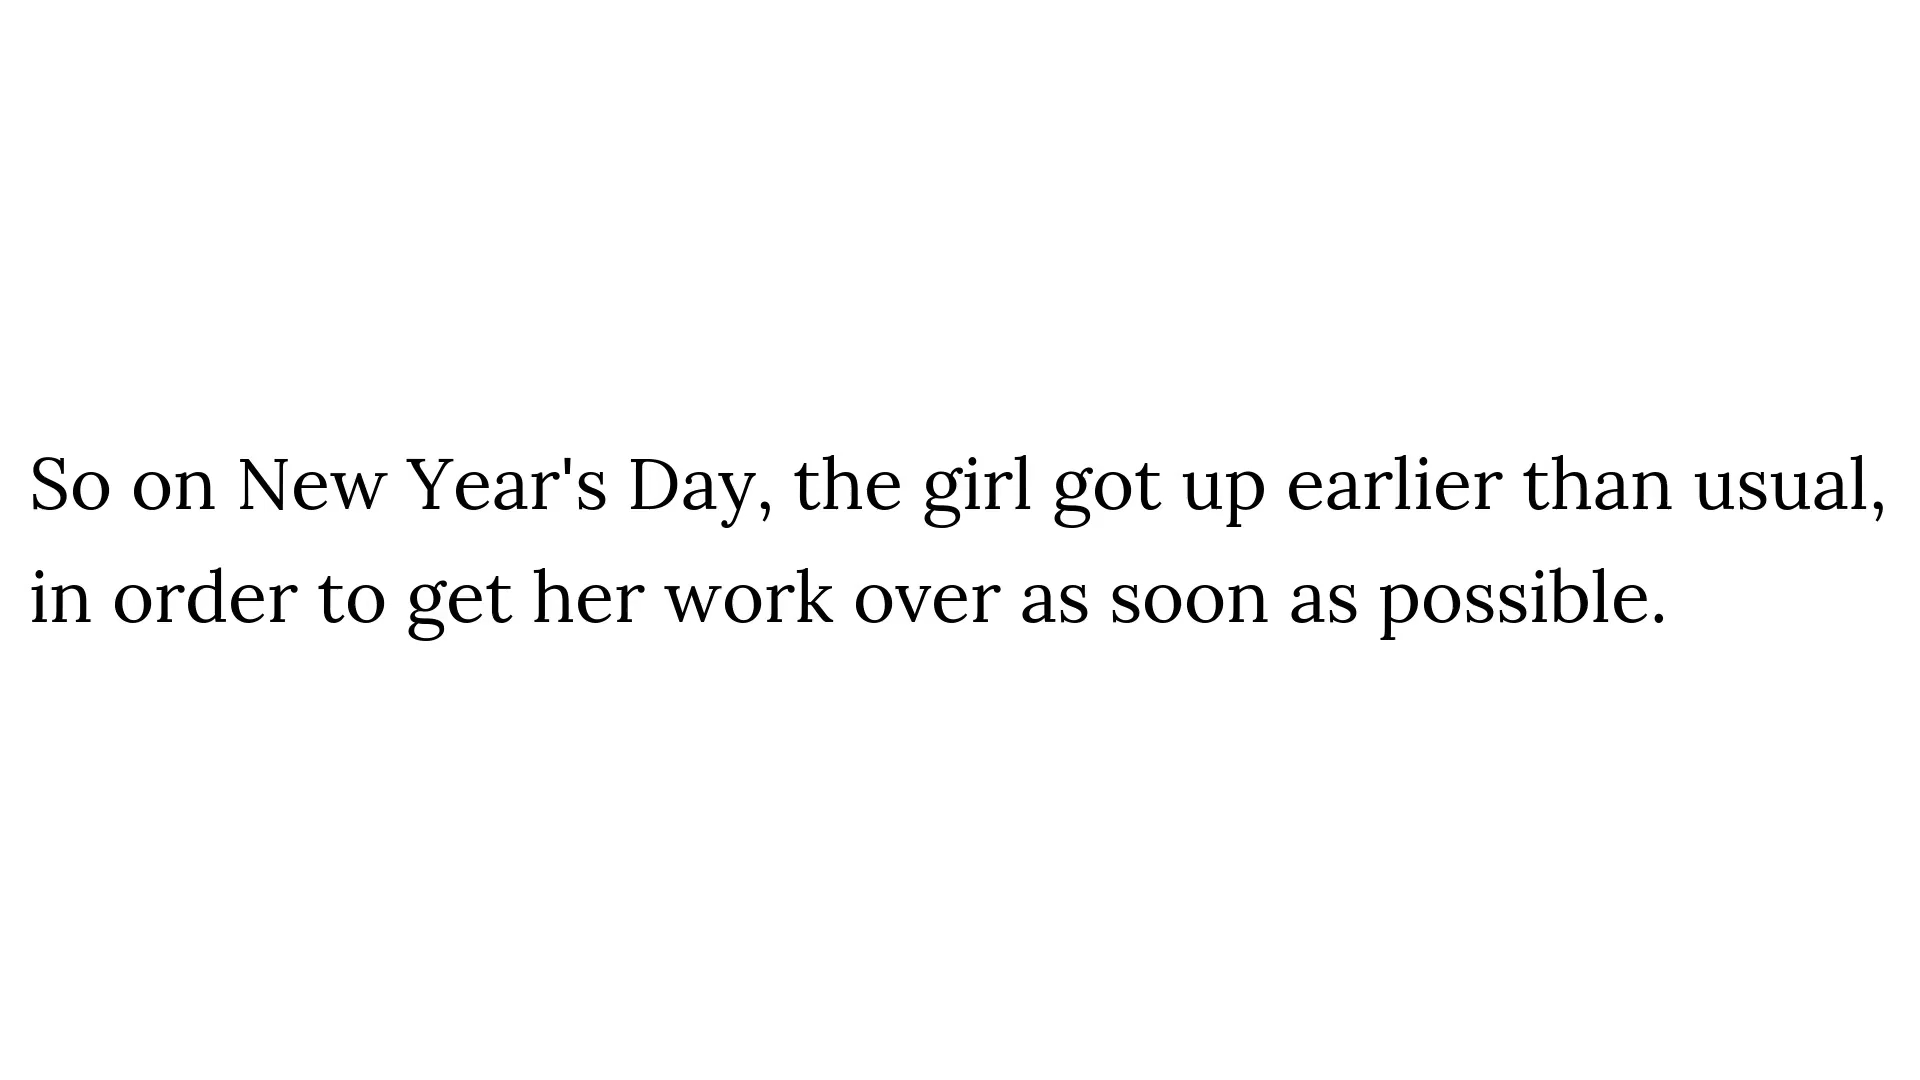 So on New Year's Day, the girl got up earlier than usual,
in order to get her work over as soon as possible.